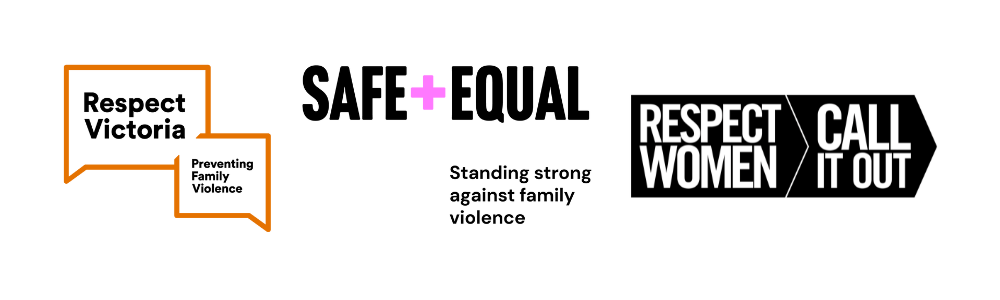 Respect
Victoria
Preventing
Family
Violence
SAFE+EQUAL
Standing strong
against family
violence
RESPECT
WOMEN
CALL
IT OUT